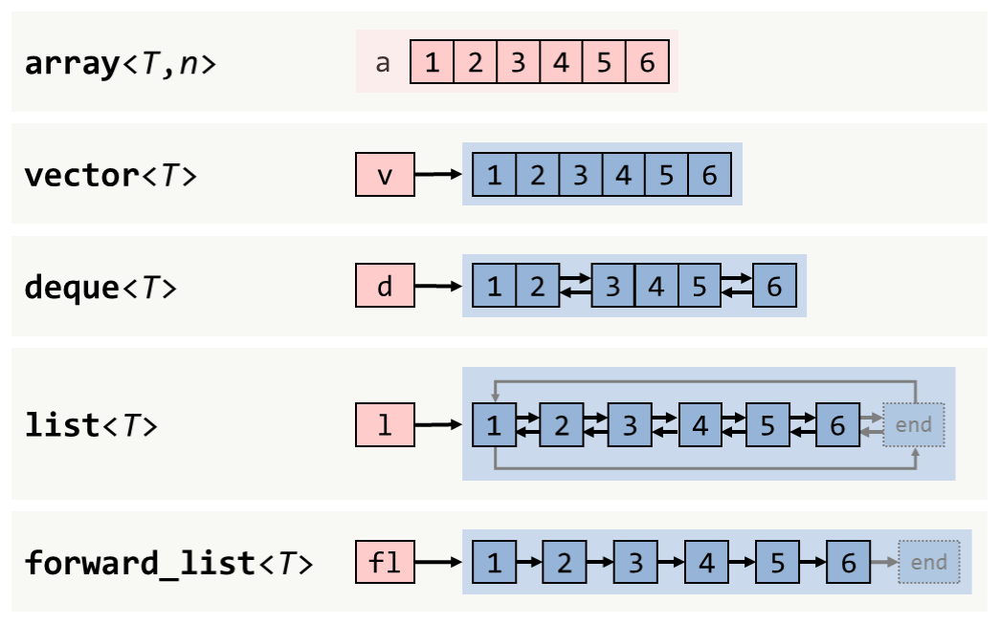 array<T,n> a 1 2 3 4 5 6
vector<T> v 1 2 3 4 5 6
deque<T> d 1 2 3 4 5 6
list<T> l 1 2 3 4 5 6 end
forward_list<T> fl 1 2 3 4 5 6 end